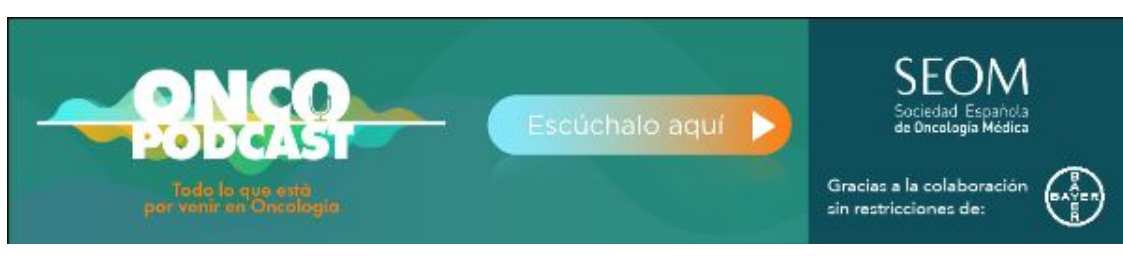 ONCO
PODCAST
Todo lo que está
por venir en Oncología
Escúchalo aquí
SEOM
Sociedad Española
de Oncología Médica
Gracias a la colaboración
sin restricciones de:
BAYER
BAYER